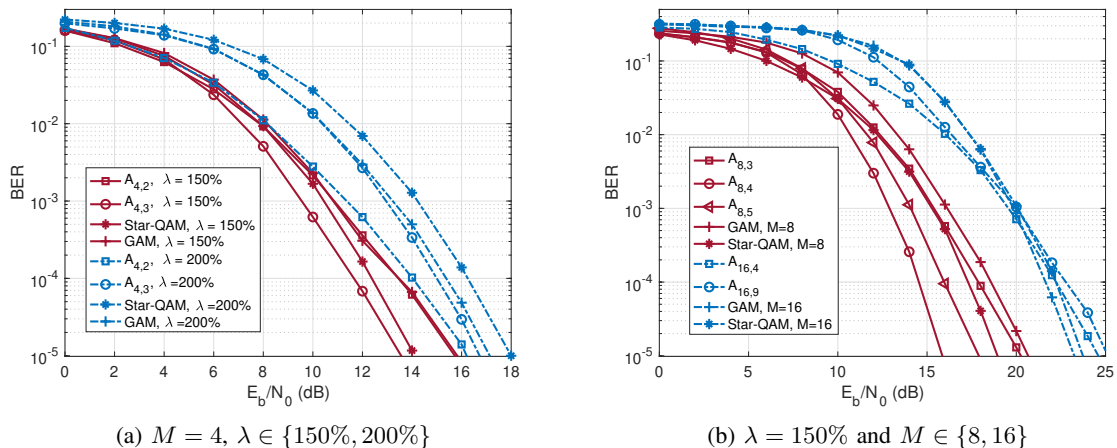 10^{-1}
10^{-2}
10^{-3}
10^{-4}
10^{-5}
BER
0 2 4 6 8 10 12 14 16 18
E_b/N_0 (dB)
A_{4,2}, λ = 150%
A_{4,3}, λ = 150%
Star-QAM, λ = 150%
GAM, λ = 150%
A_{4,2}, λ = 200%
A_{4,3}, λ =200%
Star-QAM, λ =200%
GAM, λ =200%
(a) M = 4, λ ∈ {150%, 200%}
10^{-1}
10^{-2}
10^{-3}
10^{-4}
10^{-5}
BER
0 5 10 15 20 25
E_b/N_0 (dB)
A_{8,3}
A_{8,4}
A_{8,5}
GAM, M=8
Star-QAM, M=8
A_{16,4}
A_{16,9}
GAM, M=16
Star-QAM, M=16
(b) λ = 150% and M ∈ {8, 16}